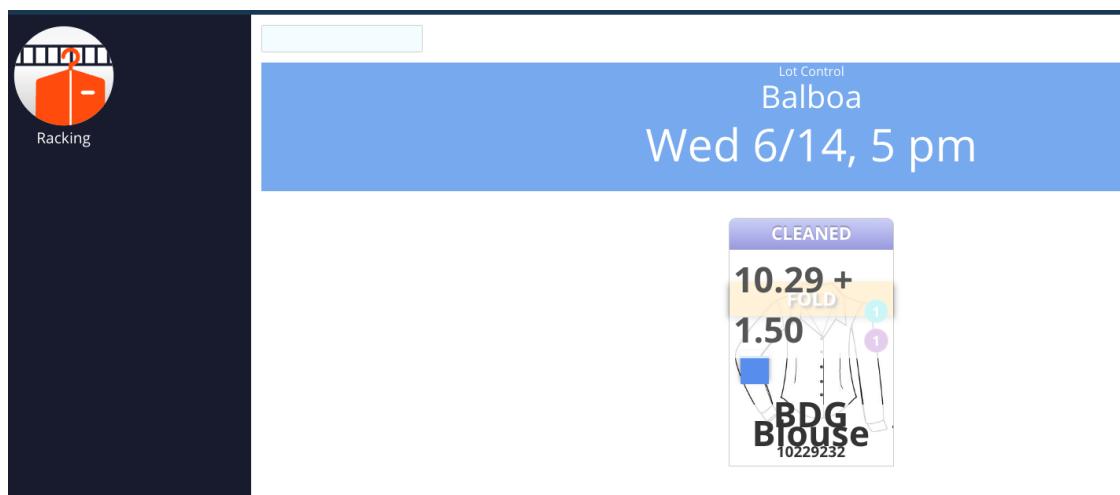 Racking
Lot Control
Balboa
Wed 6/14, 5 pm
CLEANED
10.29 +
FOLD
1.50
1
1
BDG
Blouse
10229232